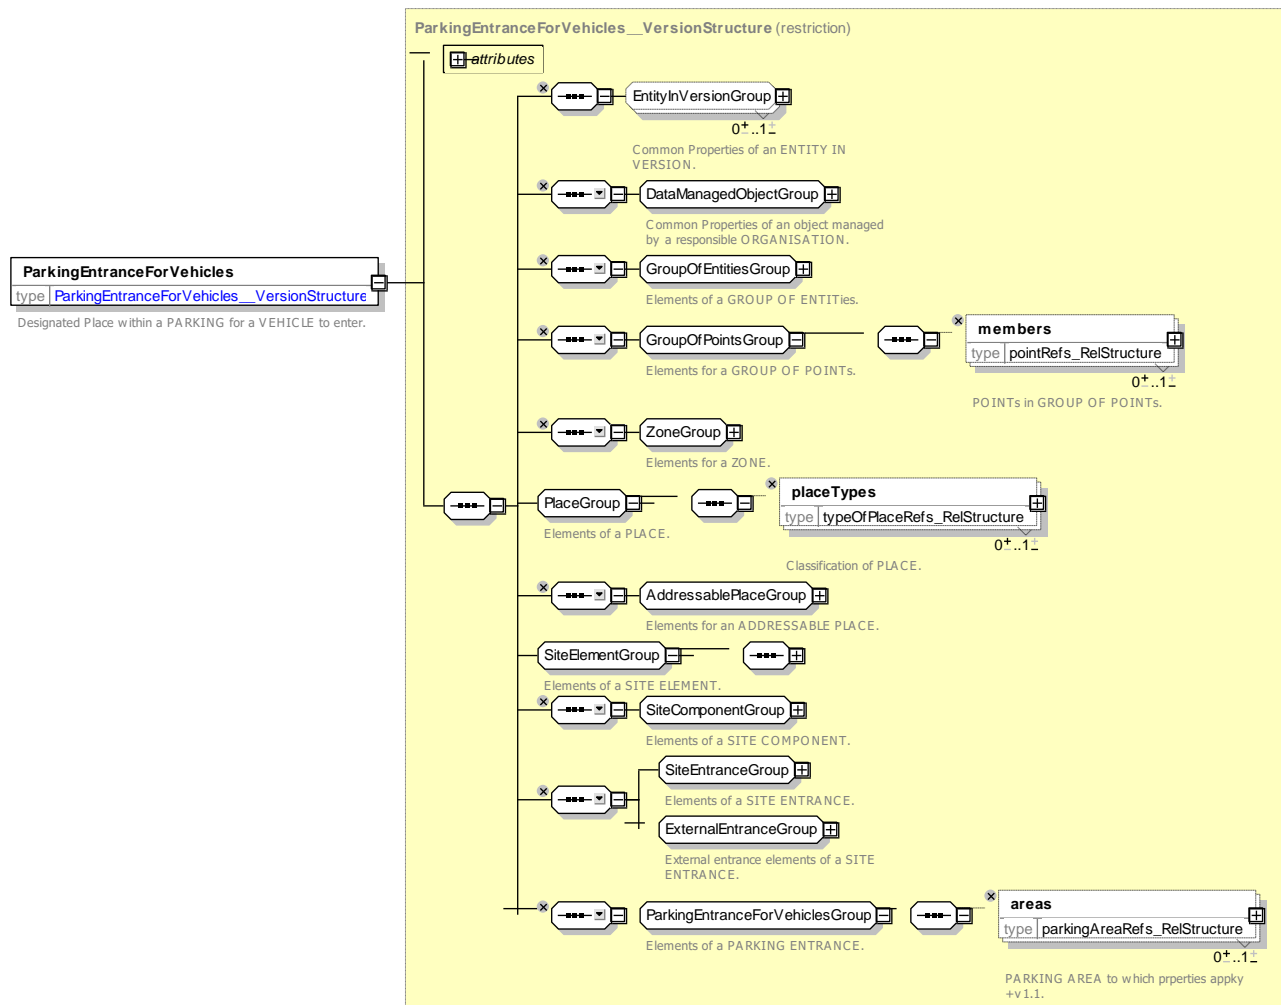 ParkingEntranceForVehicles__VersionStructure (restriction)
attributes
EntityInVersionGroup
0..1
Common Properties of an ENTITY IN
VERSION.
DataManagedObjectGroup
Common Properties of an object managed
by a responsible ORGANISATION.
ParkingEntranceForVehicles
type ParkingEntranceForVehicles__VersionStructure
Designated Place within a PARKING for a VEHICLE to enter.
GroupOfEntitiesGroup
Elements of a GROUP OF ENTITies.
GroupOfPointsGroup
Elements for a GROUP OF POINTs.
members
type pointRefs_RelStructure
0..1
POINTs in GROUP OF POINTs.
ZoneGroup
Elements for a ZONE.
PlaceGroup
Elements of a PLACE.
placeTypes
type typeOfPlaceRefs_RelStructure
0..1
Classification of PLACE.
AddressablePlaceGroup
Elements for an ADDRESSABLE PLACE.
SiteElementGroup
Elements of a SITE ELEMENT.
SiteComponentGroup
Elements of a SITE COMPONENT.
SiteEntranceGroup
Elements of a SITE ENTRANCE.
ExternalEntranceGroup
External entrance elements of a SITE
ENTRANCE.
ParkingEntranceForVehiclesGroup
Elements of a PARKING ENTRANCE.
areas
type parkingAreaRefs_RelStructure
0..1
PARKING AREA to which prperties appky
+v1.1.